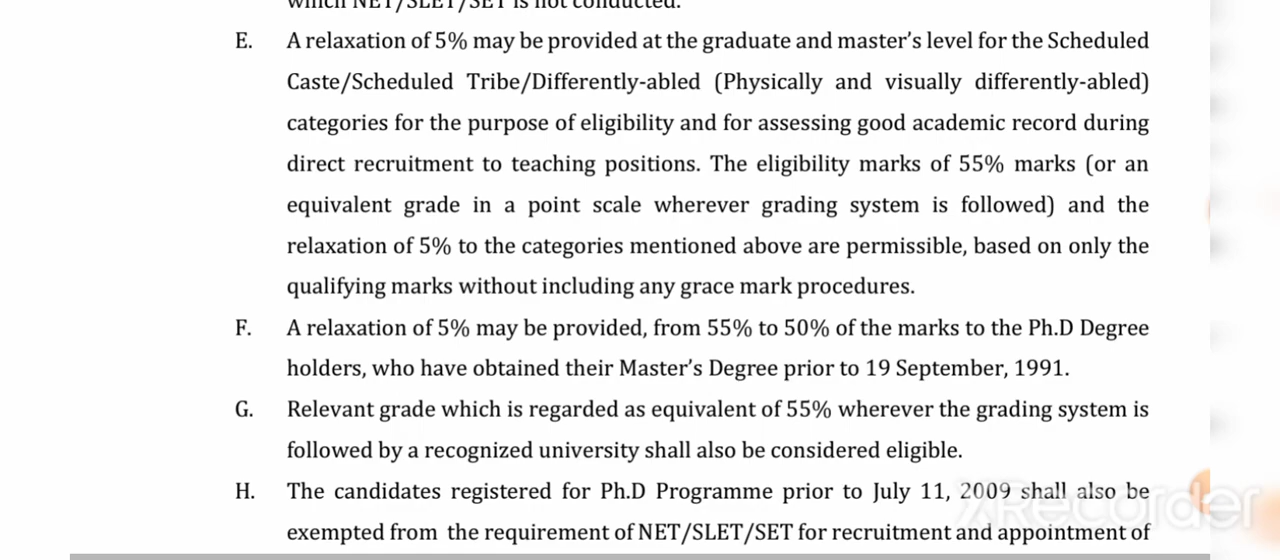 which NET/SLET/SET is not conducted.
E. A relaxation of 5% may be provided at the graduate and master's level for the Scheduled
Caste/Scheduled Tribe/Differently-abled (Physically and visually differently-abled)
categories for the purpose of eligibility and for assessing good academic record during
direct recruitment to teaching positions. The eligibility marks of 55% marks (or an
equivalent grade in a point scale wherever grading system is followed) and the
relaxation of 5% to the categories mentioned above are permissible, based on only the
qualifying marks without including any grace mark procedures.
F. A relaxation of 5% may be provided, from 55% to 50% of the marks to the Ph.D Degree
holders, who have obtained their Master's Degree prior to 19 September, 1991.
G. Relevant grade which is regarded as equivalent of 55% wherever the grading system is
followed by a recognized university shall also be considered eligible.
H. The candidates registered for Ph.D Programme prior to July 11, 2009 shall also be
exempted from the requirement of NET/SLET/SET for recruitment and appointment of
XRecorder